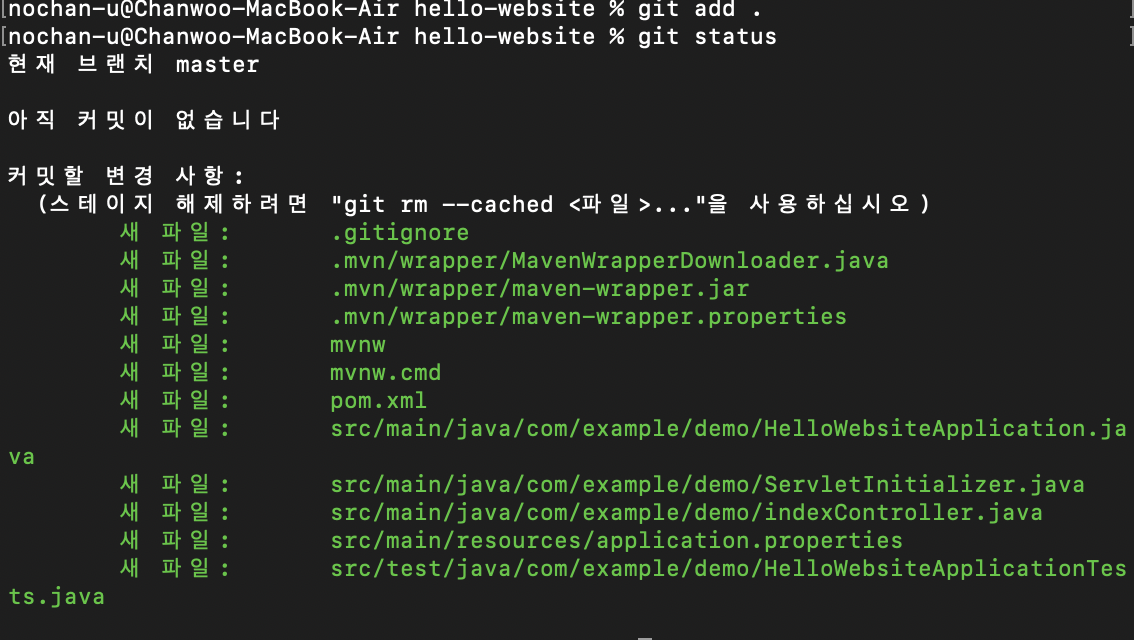 [nochan-u@Chanwoo-MacBook-Air hello-website % git add .
[nochan-u@Chanwoo-MacBook-Air hello-website % git status
현재 브랜치 master
아직 커밋이 없습니다
커밋할 변경 사항:
(스테이지 해제하려면 "git rm --cached <파일>..."을 사용하십시오)
새 파일: .gitignore
새 파일: .mvn/wrapper/MavenWrapperDownloader.java
새 파일: .mvn/wrapper/maven-wrapper.jar
새 파일: .mvn/wrapper/maven-wrapper.properties
새 파일: mvnw
새 파일: mvnw.cmd
새 파일: pom.xml
새 파일: src/main/java/com/example/demo/HelloWebsiteApplication.ja
va
새 파일: src/main/java/com/example/demo/ServletInitializer.java
새 파일: src/main/java/com/example/demo/indexController.java
새 파일: src/main/resources/application.properties
새 파일: src/test/java/com/example/demo/HelloWebsiteApplicationTes
ts.java